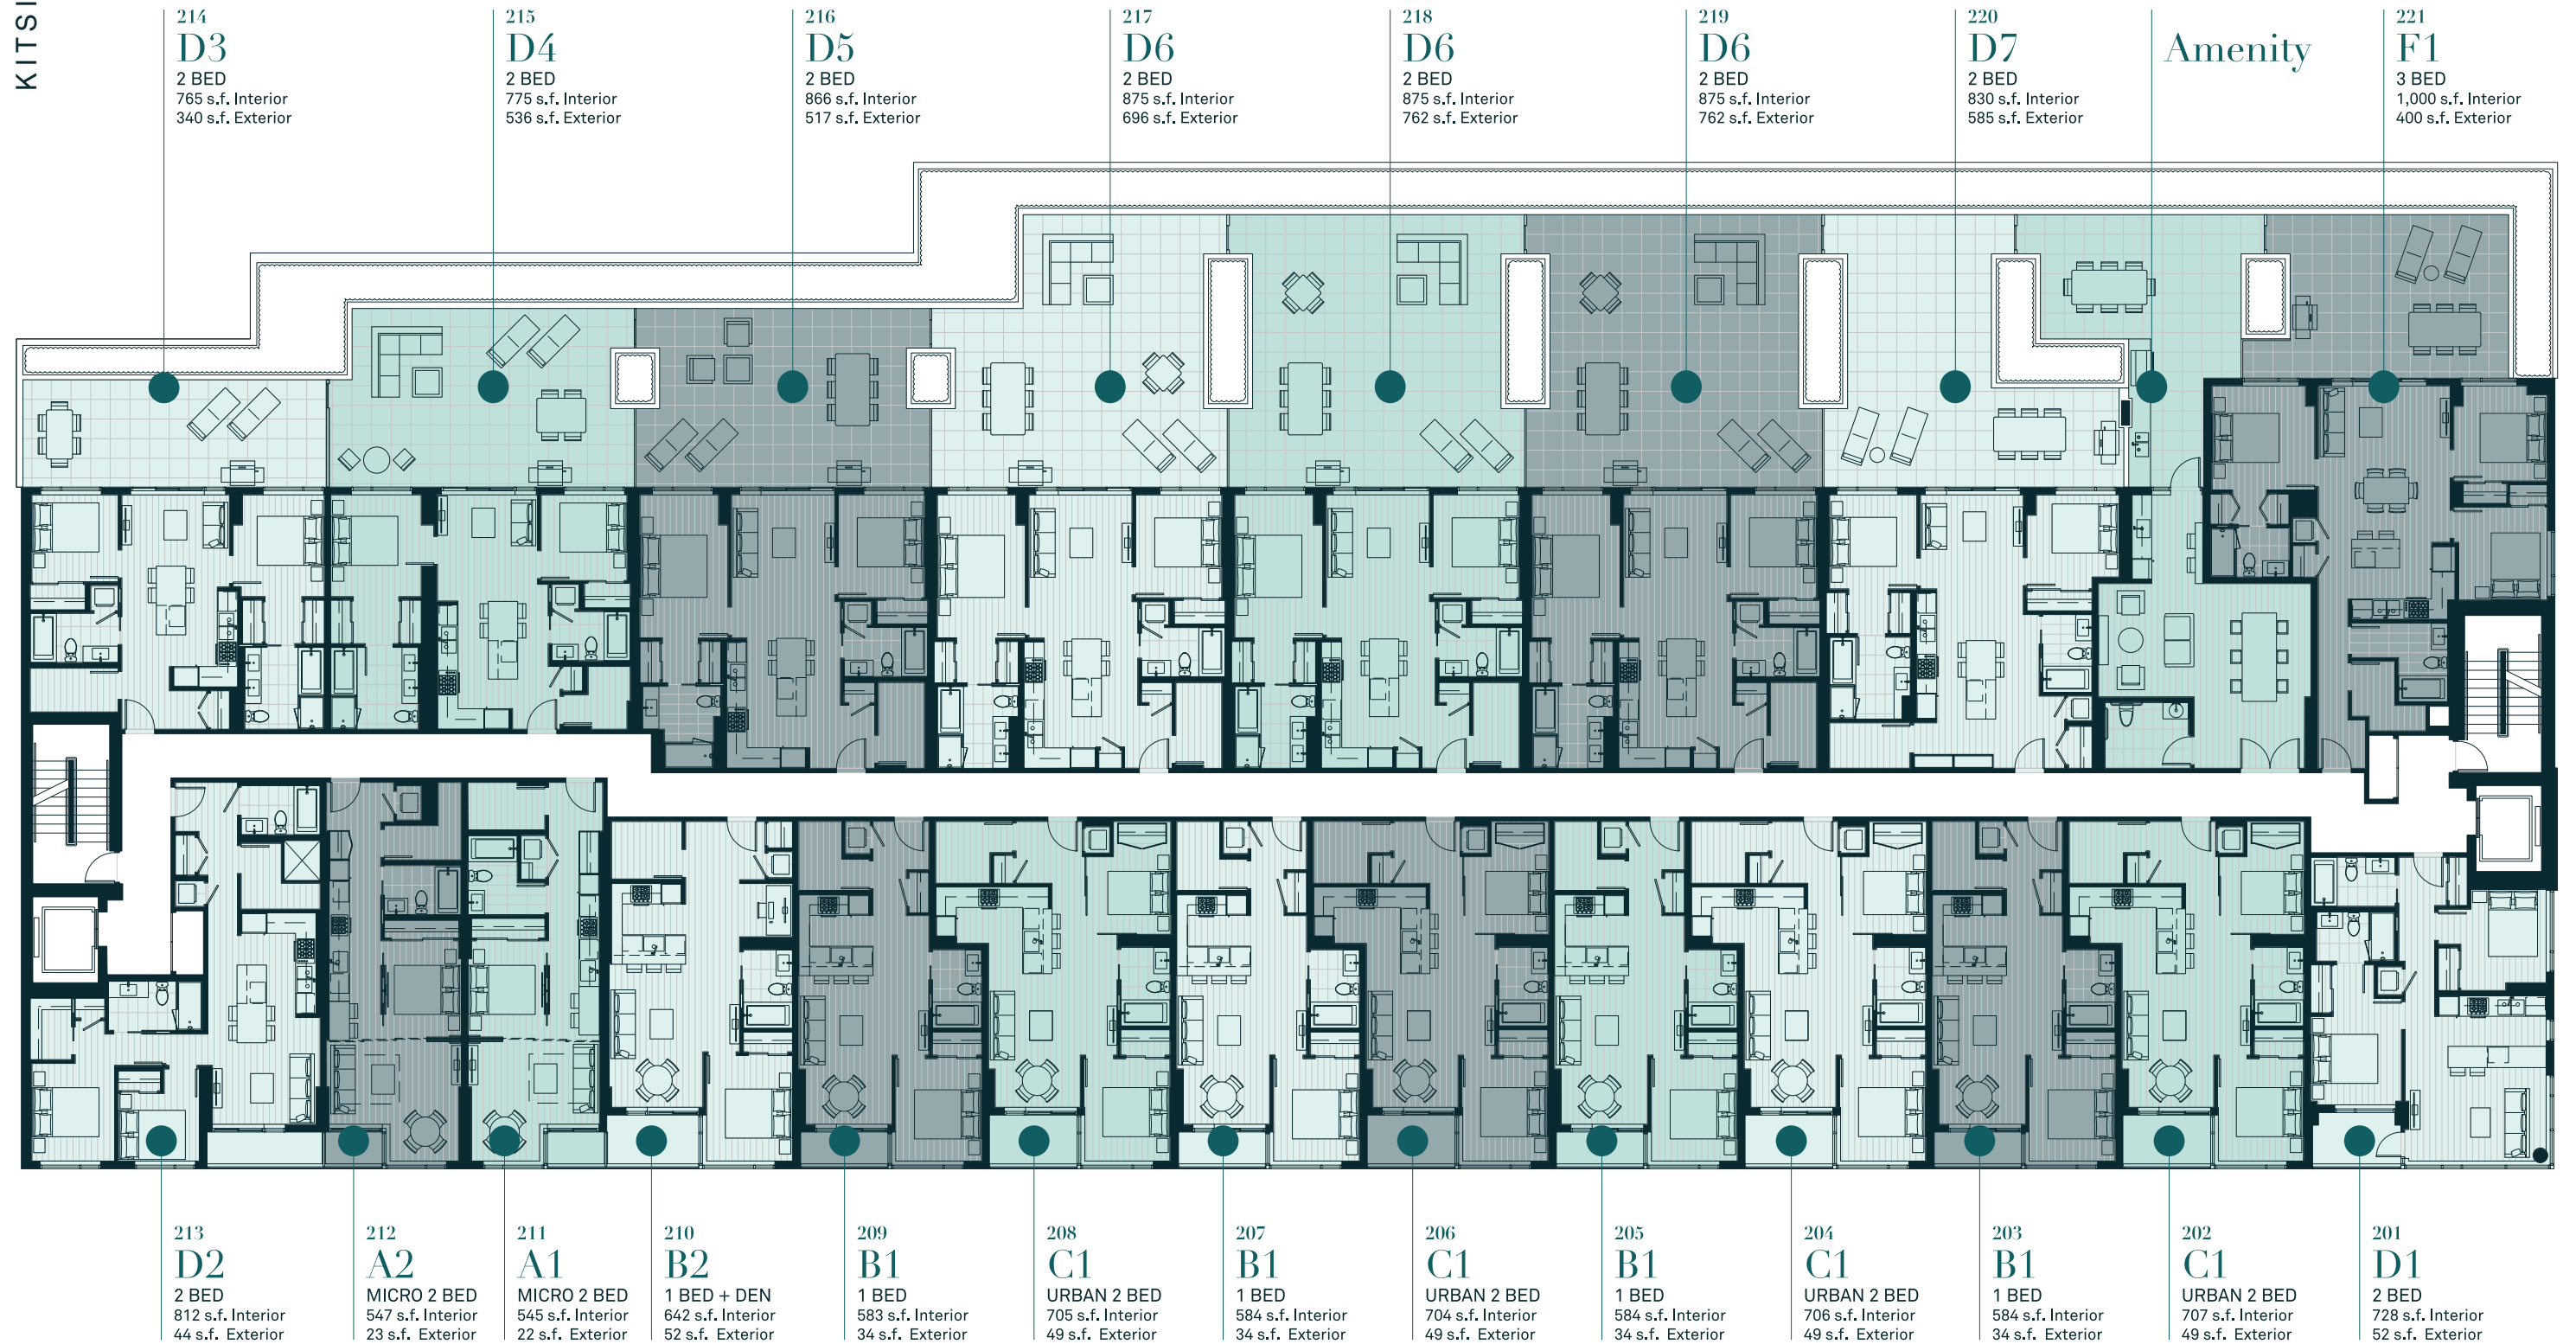 KITSI
214
D3
2 BED
765 s.f. Interior
340 s.f. Exterior
215
D4
2 BED
775 s.f. Interior
536 s.f. Exterior
216
D5
2 BED
866 s.f. Interior
517 s.f. Exterior
217
D6
2 BED
875 s.f. Interior
696 s.f. Exterior
218
D6
2 BED
875 s.f. Interior
762 s.f. Exterior
219
D6
2 BED
875 s.f. Interior
762 s.f. Exterior
220
D7
2 BED
830 s.f. Interior
585 s.f. Exterior
Amenity
221
F1
3 BED
1,000 s.f. Interior
400 s.f. Exterior
213
D2
2 BED
812 s.f. Interior
44 s.f. Exterior
212
A2
MICRO 2 BED
547 s.f. Interior
23 s.f. Exterior
211
A1
MICRO 2 BED
545 s.f. Interior
22 s.f. Exterior
210
B2
1 BED + DEN
642 s.f. Interior
52 s.f. Exterior
209
B1
1 BED
583 s.f. Interior
34 s.f. Exterior
208
C1
URBAN 2 BED
705 s.f. Interior
49 s.f. Exterior
207
B1
1 BED
584 s.f. Interior
34 s.f. Exterior
206
C1
URBAN 2 BED
704 s.f. Interior
49 s.f. Exterior
205
B1
1 BED
584 s.f. Interior
34 s.f. Exterior
204
C1
URBAN 2 BED
706 s.f. Interior
49 s.f. Exterior
203
B1
1 BED
584 s.f. Interior
34 s.f. Exterior
202
C1
URBAN 2 BED
707 s.f. Interior
49 s.f. Exterior
201
D1
2 BED
728 s.f. Interior
52 s.f. Exterior